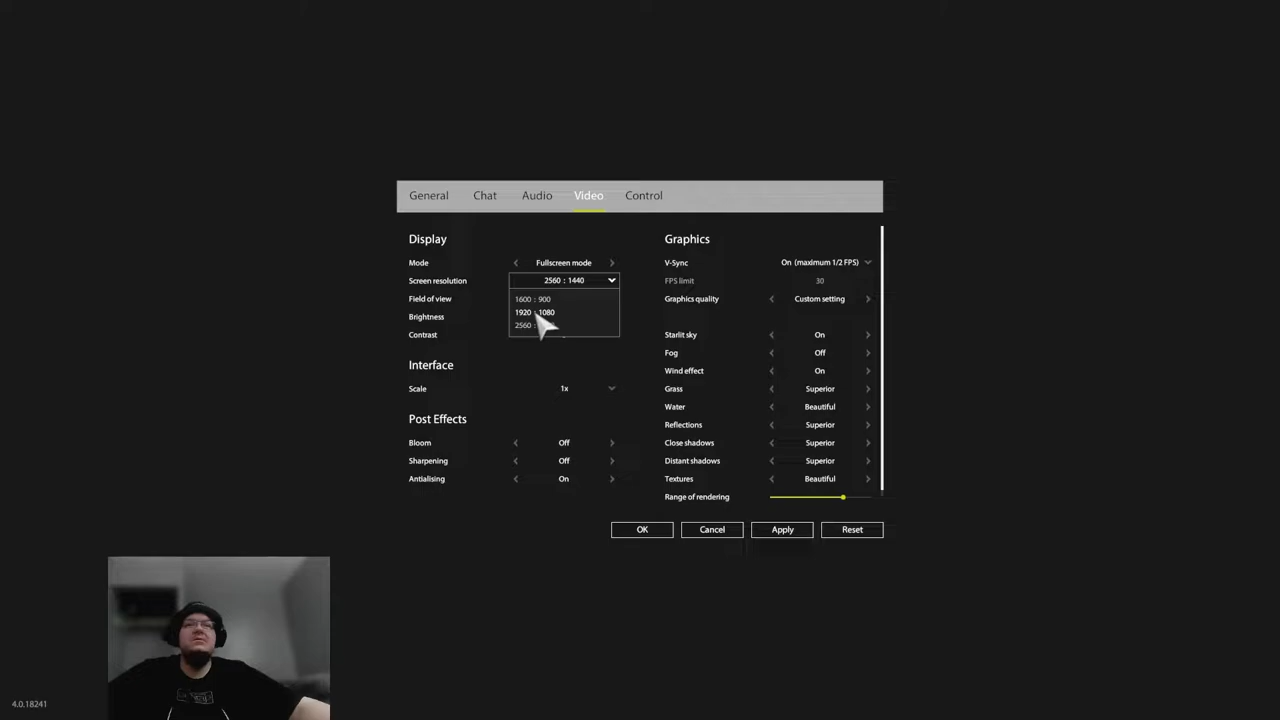 General Chat Audio Video Control
Display
Mode Fullscreen mode
Screen resolution 2560 : 1440
1600 : 900
1920 : 1080
2560 :
Field of view
Brightness
Contrast
Interface
Scale 1x
Post Effects
Bloom Off
Sharpening Off
Antialising On
Graphics
V-Sync On (maximum 1/2 FPS)
FPS limit 30
Graphics quality Custom setting
Starlit sky On
Fog Off
Wind effect On
Grass Superior
Water Beautiful
Reflections Superior
Close shadows Superior
Distant shadows Superior
Textures Beautiful
Range of rendering
OK Cancel Apply Reset
4.0.18241